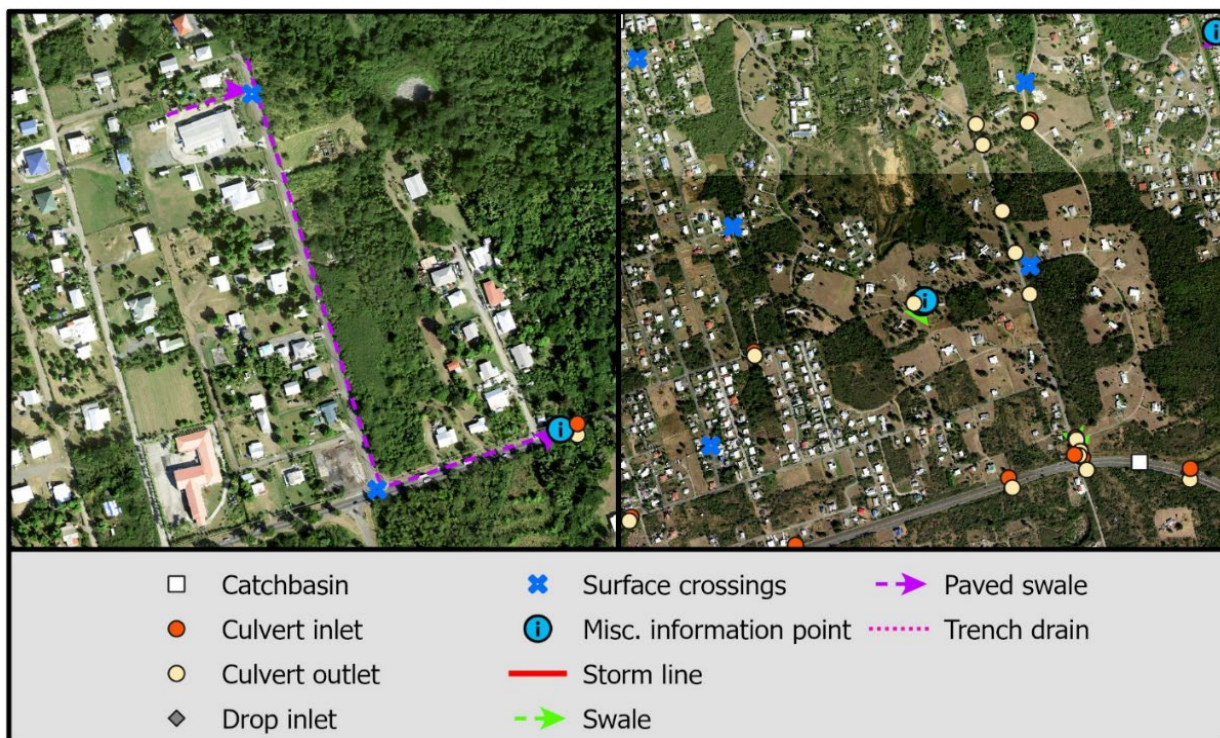 Catchbasin
Culvert inlet
Culvert outlet
Drop inlet
Surface crossings
Misc. information point
Storm line
Swale
Paved swale
Trench drain